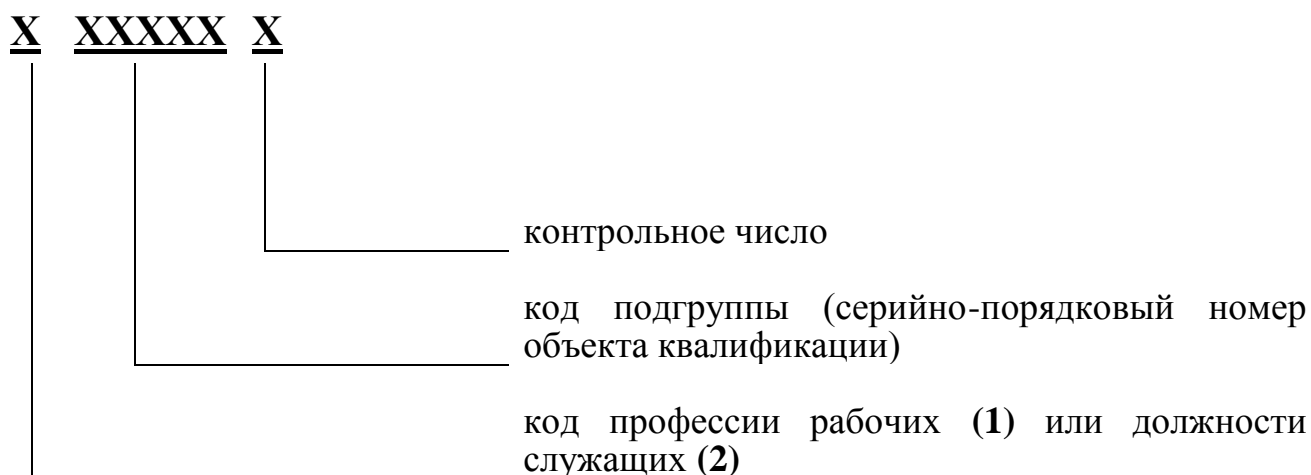 X XXXXX X
контрольное число
код подгруппы (серийно-порядковый номер
объекта квалификации)
код профессии рабочих (1) или должности
служащих (2)